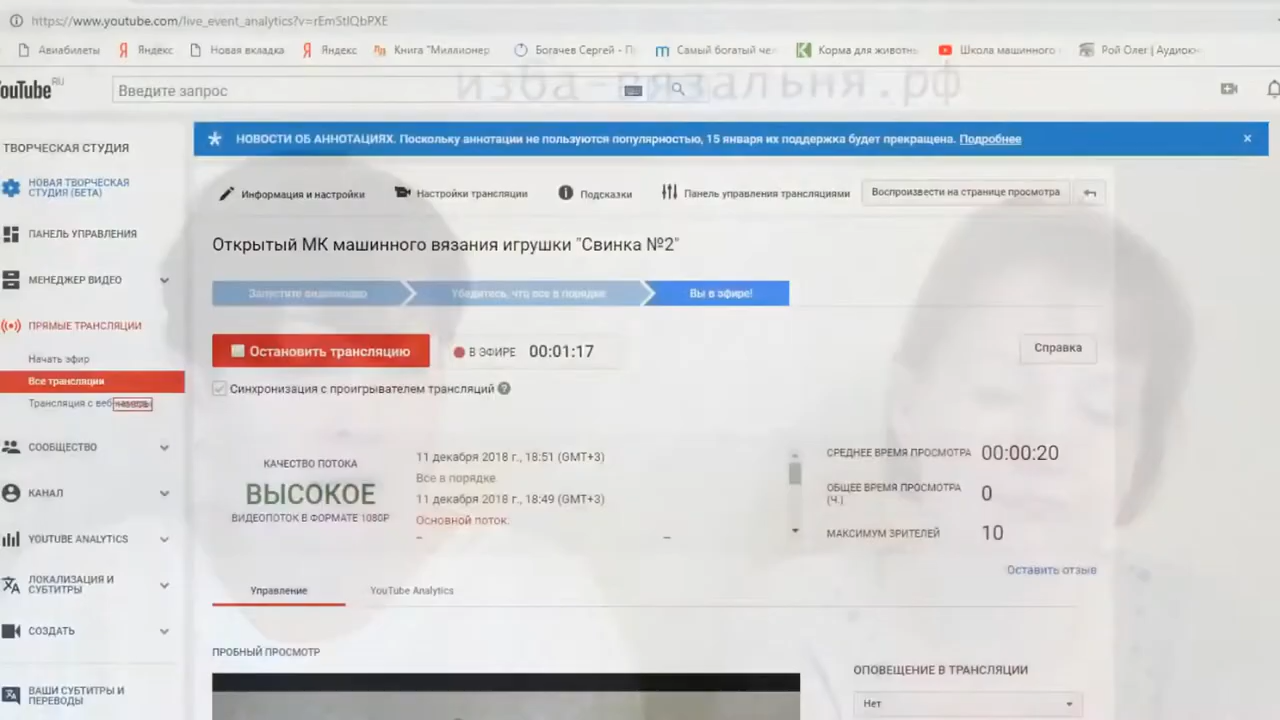 https://www.youtube.com/live_event_analytics?v=rEmStlQbPXE
Авиабилеты Яндекс Новая вкладка Яндекс Книга "Миллионер Богачев Сергей - П Самый богатый че Корма для животны Школа машинного Рой Олег | Аудиокн
изба-вязальня.рф
YouTube RU
Введите запрос
НОВОСТИ ОБ АННОТАЦИЯХ. Поскольку аннотации не пользуются популярностью, 15 января их поддержка будет прекращена. Подробнее
ТВОРЧЕСКАЯ СТУДИЯ
НОВАЯ ТВОРЧЕСКАЯ
СТУДИЯ (БЕТА)
ПАНЕЛЬ УПРАВЛЕНИЯ
МЕНЕДЖЕР ВИДЕО
ПРЯМЫЕ ТРАНСЛЯЦИИ
Начать эфир
Все трансляции
Трансляция с веб-камеры
СООБЩЕСТВО
КАНАЛ
YOUTUBE ANALYTICS
ЛОКАЛИЗАЦИЯ И
СУБТИТРЫ
СОЗДАТЬ
ВАШИ СУБТИТРЫ И
ПЕРЕВОДЫ
Информация и настройки Настройки трансляции Подсказки Панель управления трансляциями Воспроизвести на странице просмотра
Открытый МК машинного вязания игрушки "Свинка №2"
Запустите видеокодер Убедитесь, что все в порядке Вы в эфире!
Остановить трансляцию В ЭФИРЕ 00:01:17 Справка
Синхронизация с проигрывателем трансляций
КАЧЕСТВО ПОТОКА
ВЫСОКОЕ
ВИДЕОПОТОК В ФОРМАТЕ 1080P
11 декабря 2018 г., 18:51 (GMT+3)
Все в порядке.
11 декабря 2018 г., 18:49 (GMT+3)
Основной поток.
СРЕДНЕЕ ВРЕМЯ ПРОСМОТРА 00:00:20
ОБЩЕЕ ВРЕМЯ ПРОСМОТРА
(Ч.) 0
МАКСИМУМ ЗРИТЕЛЕЙ 10
Оставить отзыв
Управление YouTube Analytics
ПРОБНЫЙ ПРОСМОТР
ОПОВЕЩЕНИЕ В ТРАНСЛЯЦИИ
Нет